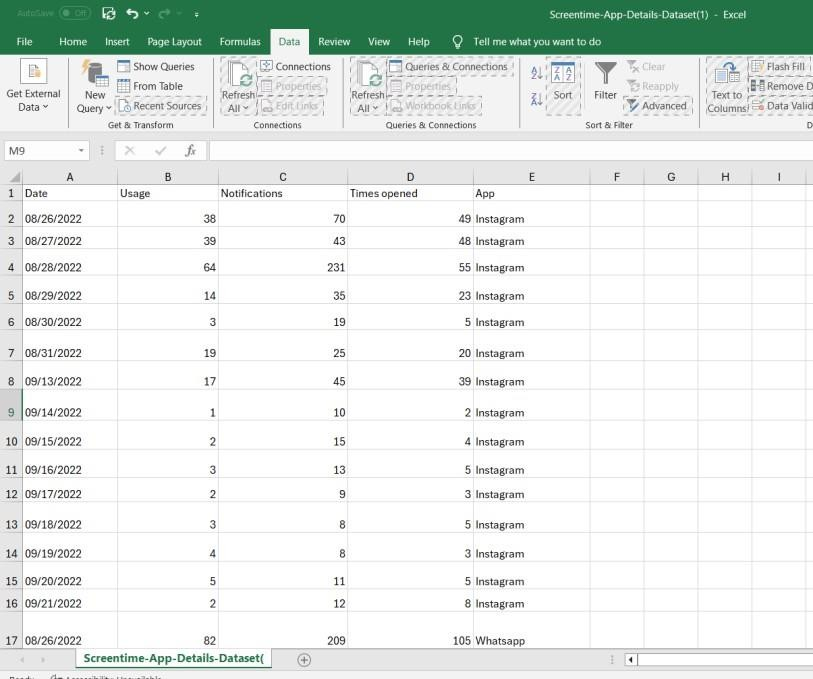 AutoSave Off Screentime-App-Details-Dataset(1) - Excel
File Home Insert Page Layout Formulas Data Review View Help Tell me what you want to do
Get External Data
New Query
Show Queries
From Table
Recent Sources
Get & Transform
Refresh All
Connections
Properties
Edit Links
Connections
Refresh All
Queries & Connections
Properties
Workbook Links
Queries & Connections
Sort
Filter
Clear
Reapply
Advanced
Sort & Filter
Text to Columns
Flash Fill
Remove D
Data Valid
D
M9 fx
A B C D E F G H I
1 Date Usage Notifications Times opened App
2 08/26/2022 38 70 49 Instagram
3 08/27/2022 39 43 48 Instagram
4 08/28/2022 64 231 55 Instagram
5 08/29/2022 14 35 23 Instagram
6 08/30/2022 3 19 5 Instagram
7 08/31/2022 19 25 20 Instagram
8 09/13/2022 17 45 39 Instagram
9 09/14/2022 1 10 2 Instagram
10 09/15/2022 2 15 4 Instagram
11 09/16/2022 3 13 5 Instagram
12 09/17/2022 2 9 3 Instagram
13 09/18/2022 3 8 5 Instagram
14 09/19/2022 4 8 3 Instagram
15 09/20/2022 5 11 5 Instagram
16 09/21/2022 2 12 8 Instagram
17 08/26/2022 82 209 105 Whatsapp
Screentime-App-Details-Dataset(